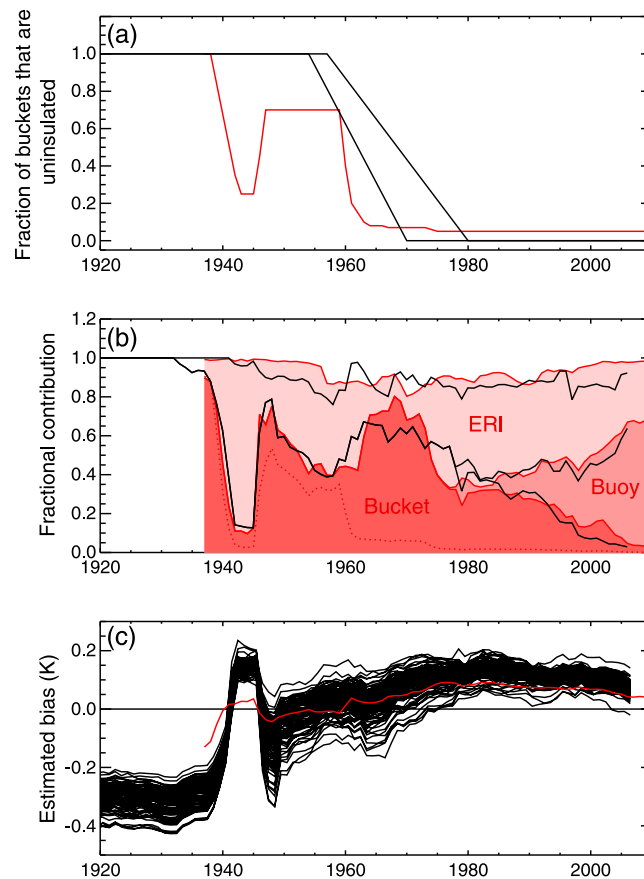 (a)
Fraction of buckets that are
uninsulated
1.0
0.8
0.6
0.4
0.2
0.0
1920 1940 1960 1980 2000
(b)
Fractional contribution
1.2
1.0
0.8
0.6
0.4
0.2
0.0
ERI
Buoy
Bucket
1920 1940 1960 1980 2000
(c)
Estimated bias (K)
0.2
0.0
-0.2
-0.4
1920 1940 1960 1980 2000